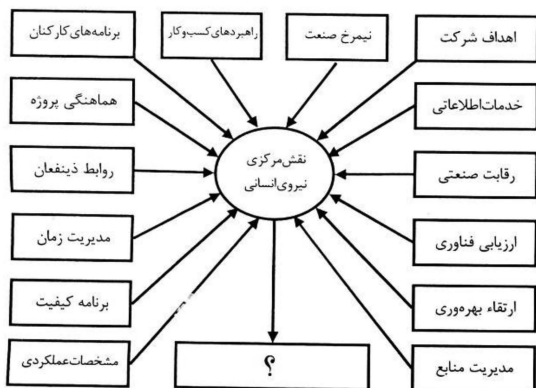 برنامه‌های کارکنان
راهبردهای کسب‌وکار
نیمرخ صنعت
اهداف شرکت
هماهنگی پروژه
خدمات اطلاعاتی
نقش مرکزی
نیروی انسانی
روابط ذینفعان
رقابت صنعتی
مدیریت زمان
ارزیابی فناوری
برنامه کیفیت
ارتقاء بهره‌وری
مشخصات عملکردی
؟
مدیریت منابع